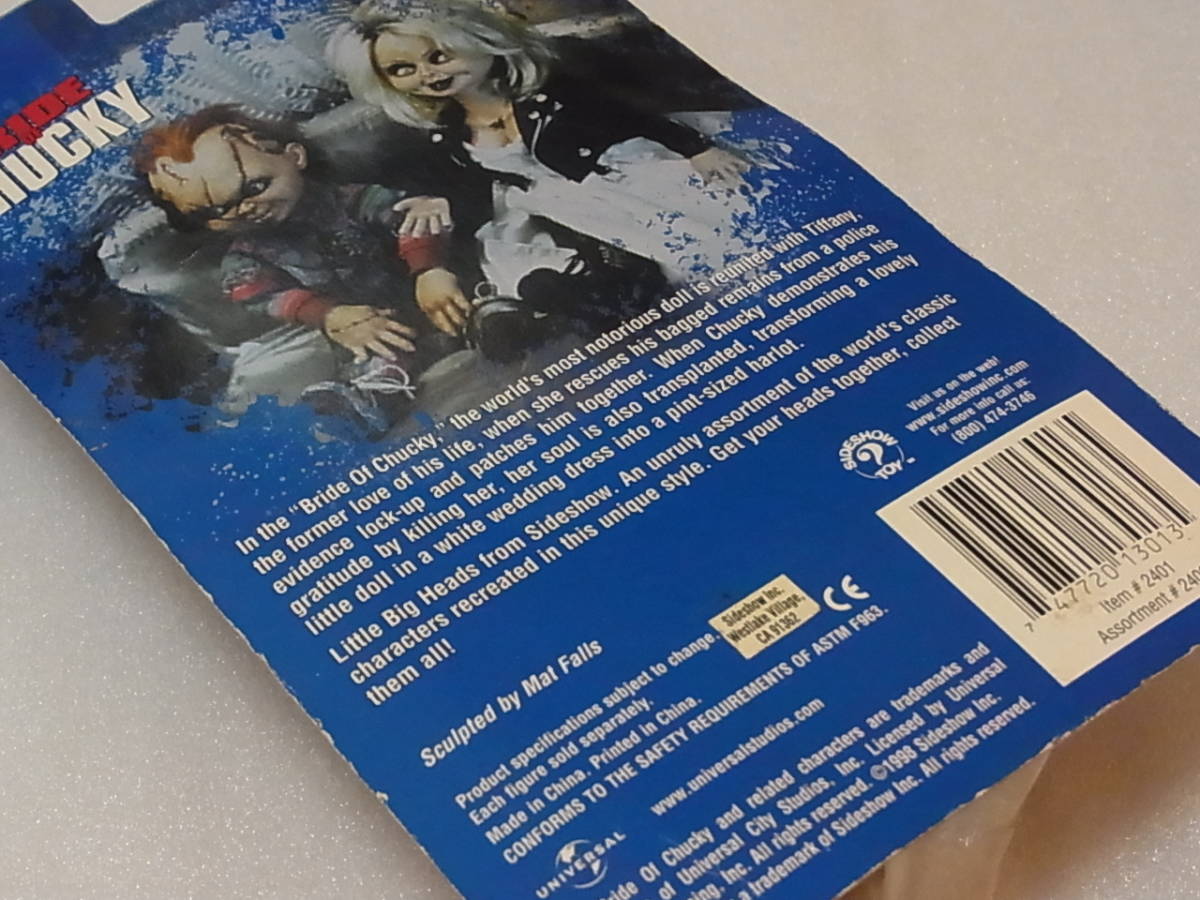 BRIDE
CHUCKY
In the "Bride Of Chucky," the world's most notorious doll is reunited with Tiffany,
the former love of his life, when she rescues his bagged remains from a police
evidence lock-up and patches him together. When Chucky demonstrates his
gratitude by killing her, her soul is also transplanted, transforming a lovely
little doll in a white wedding dress into a pint-sized harlot.
Little Big Heads from Sideshow. An unruly assortment of the world's classic
characters recreated in this unique style. Get your heads together, collect
them all!
Sculpted by Mat Falls
Visit us on the web!
www.sideshowinc.com
For more info call us:
(800) 474-3746
SIDESHOW
?
TOY
™
7 47720 13013
Item # 2401
Assortment #
Product specifications subject to change.
Each figure sold separately.
Made in China. Printed in China.
CONFORMS TO THE SAFETY REQUIREMENTS OF ASTM F963.
Sideshow Inc.
Westlake Village,
CA 91362
CE
UNIVERSAL
www.universalstudios.com
Bride Of Chucky and related characters are trademarks and
of Universal City Studios, Inc. Licensed by Universal
Inc. All rights reserved. ©1999 Sideshow Inc.
a trademark of Sideshow Inc. All rights reserved.